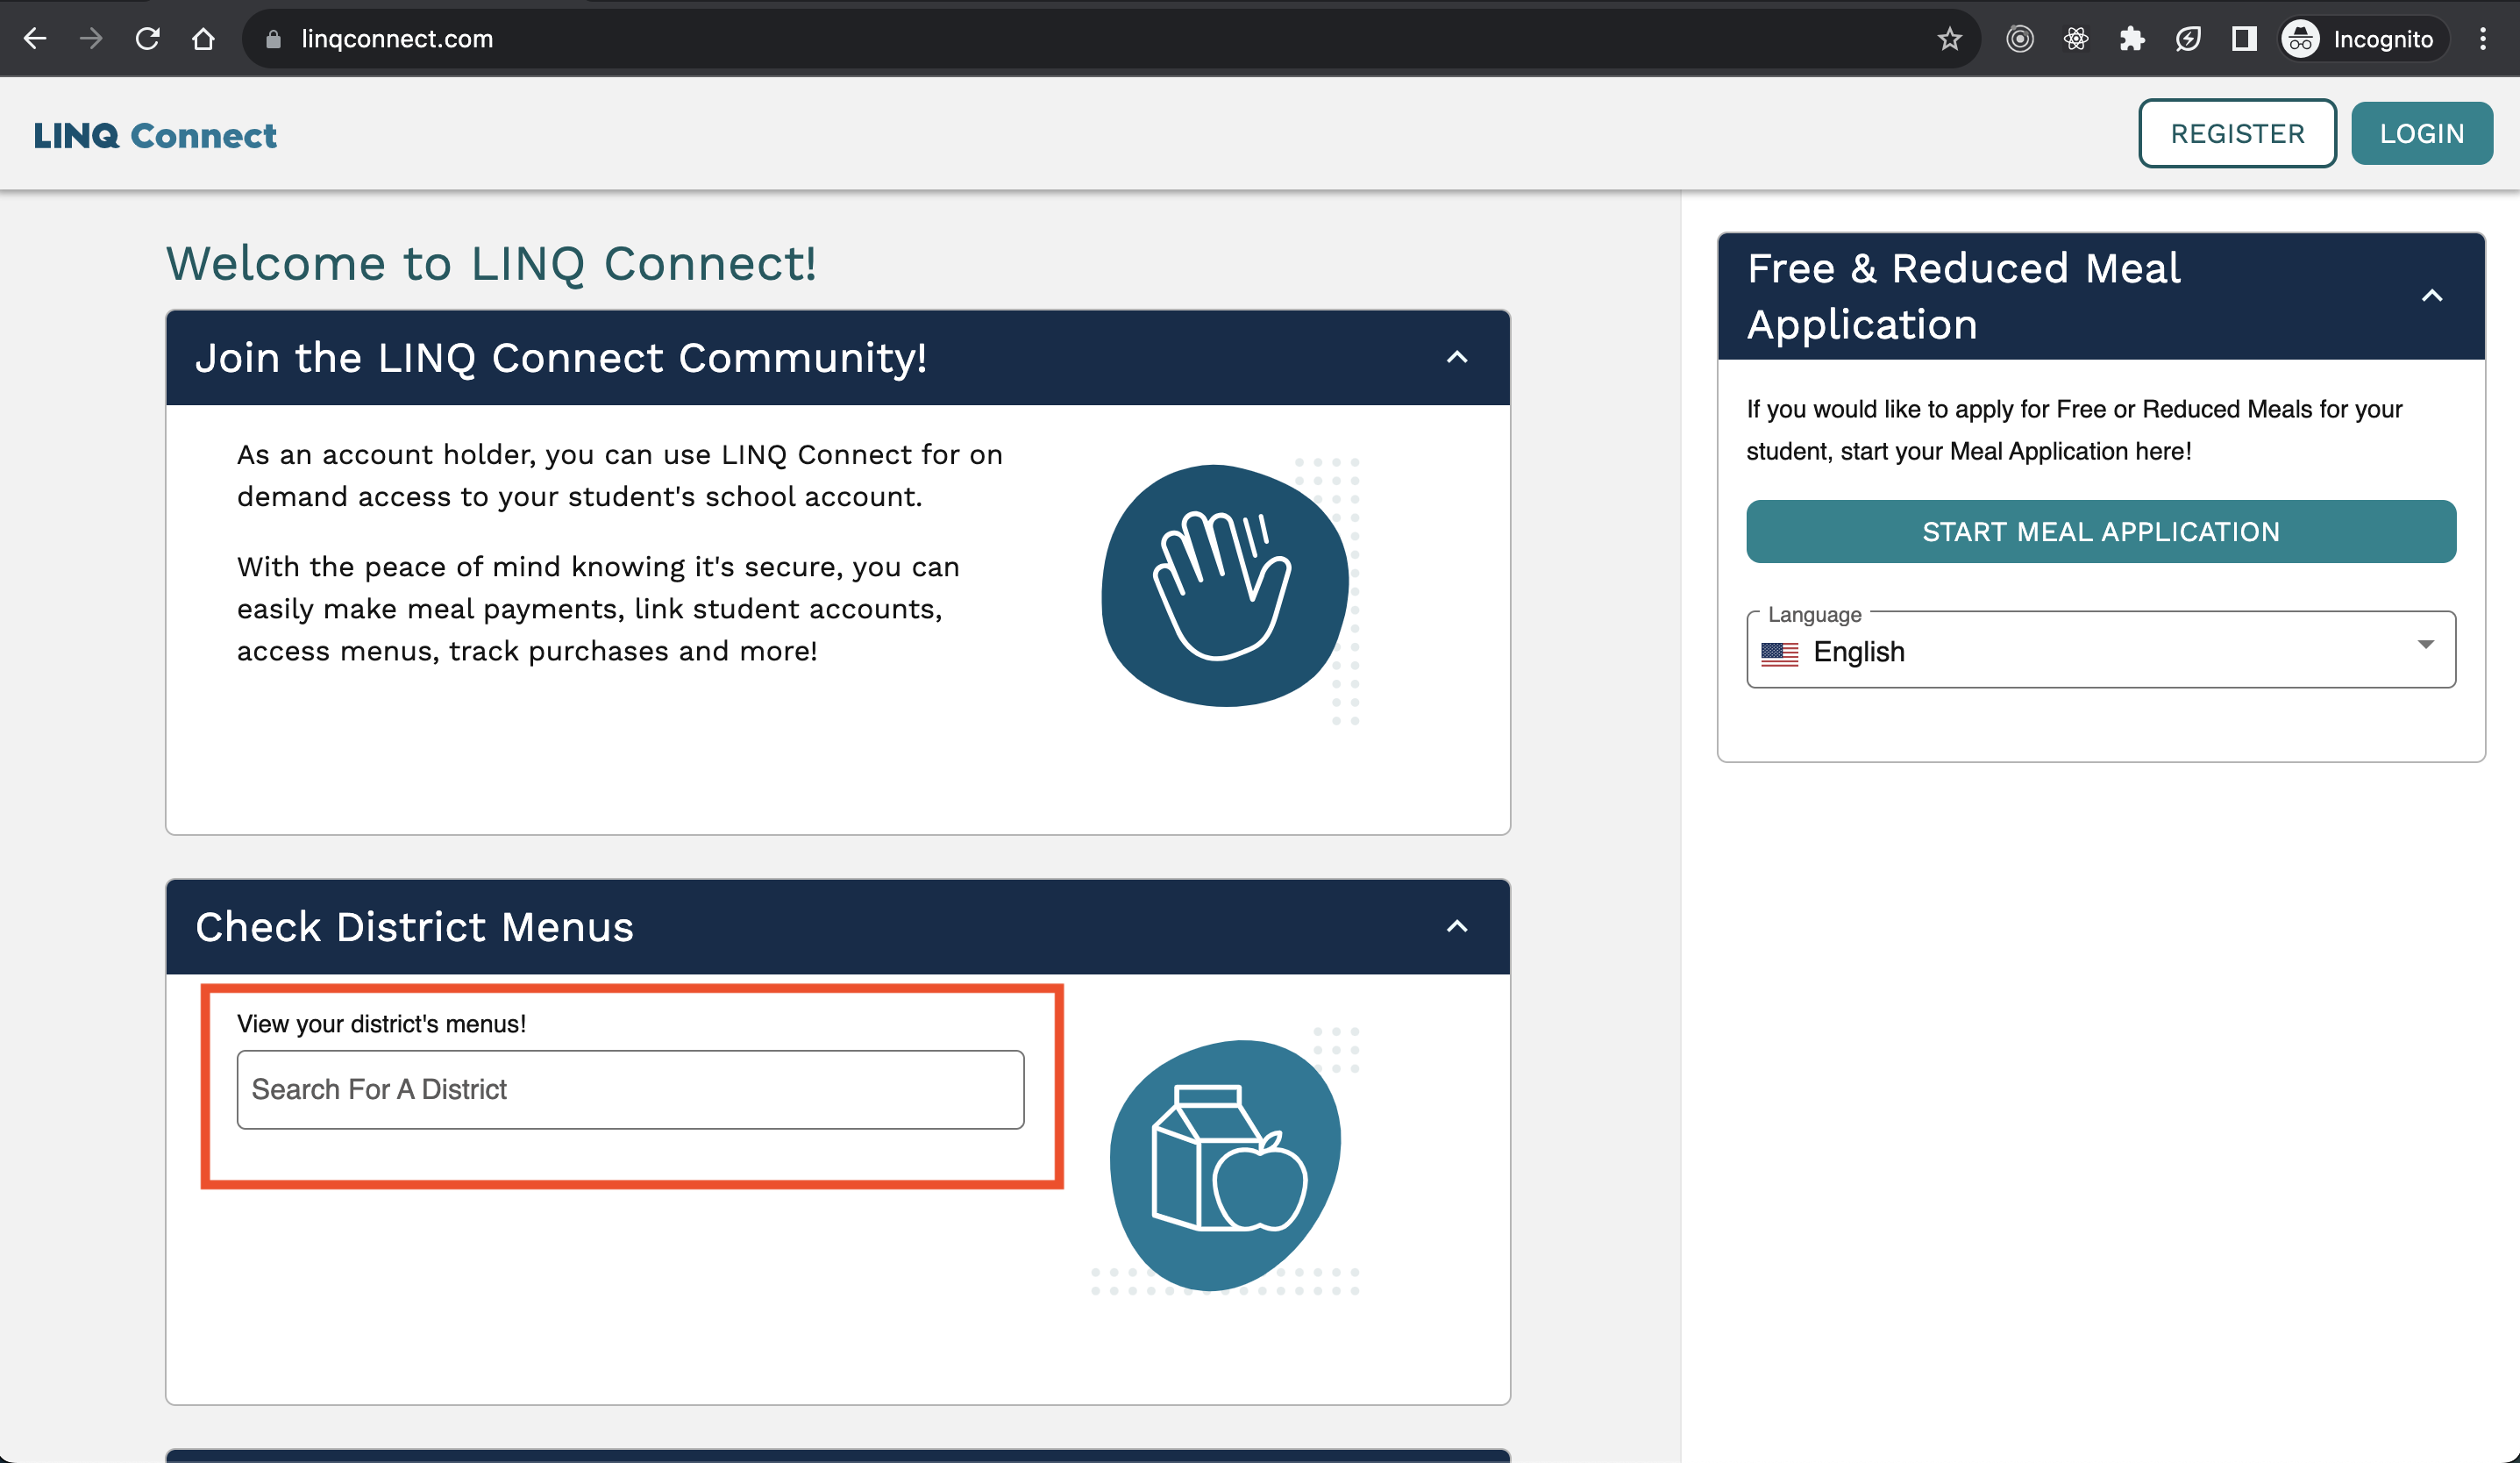 linqconnect.com
Incognito
LINQ Connect
REGISTER
LOGIN
Welcome to LINQ Connect!
Join the LINQ Connect Community!
As an account holder, you can use LINQ Connect for on
demand access to your student's school account.
With the peace of mind knowing it's secure, you can
easily make meal payments, link student accounts,
access menus, track purchases and more!
Check District Menus
View your district's menus!
Search For A District
Free & Reduced Meal
Application
If you would like to apply for Free or Reduced Meals for your
student, start your Meal Application here!
START MEAL APPLICATION
Language
English